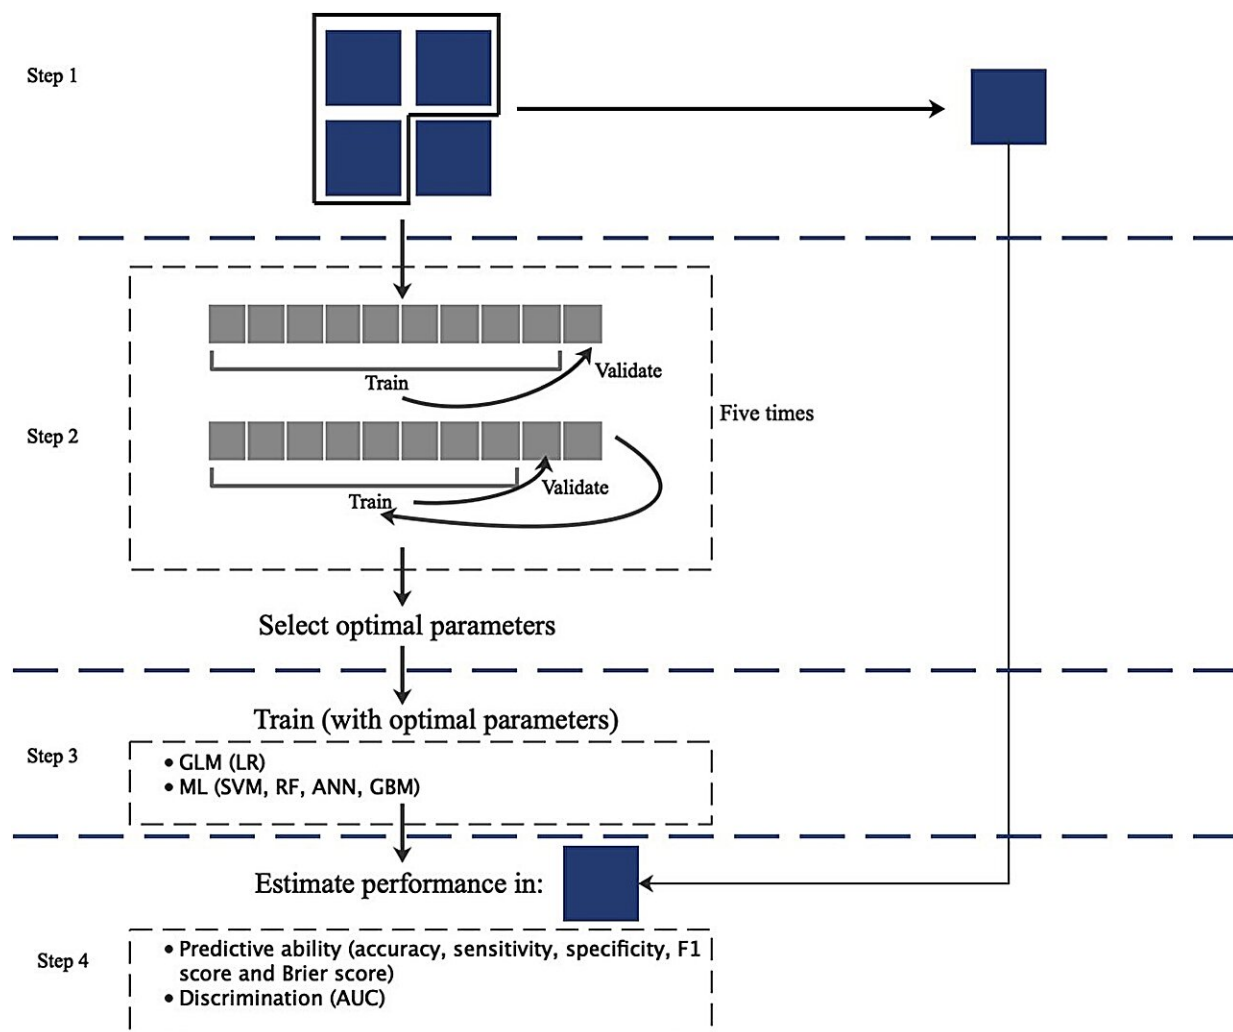 Step 1
Train
Validate
Five times
Step 2
Train
Validate
Select optimal parameters
Train (with optimal parameters)
Step 3
• GLM (LR)
• ML (SVM, RF, ANN, GBM)
Estimate performance in:
Step 4
• Predictive ability (accuracy, sensitivity, specificity, F1
score and Brier score)
• Discrimination (AUC)